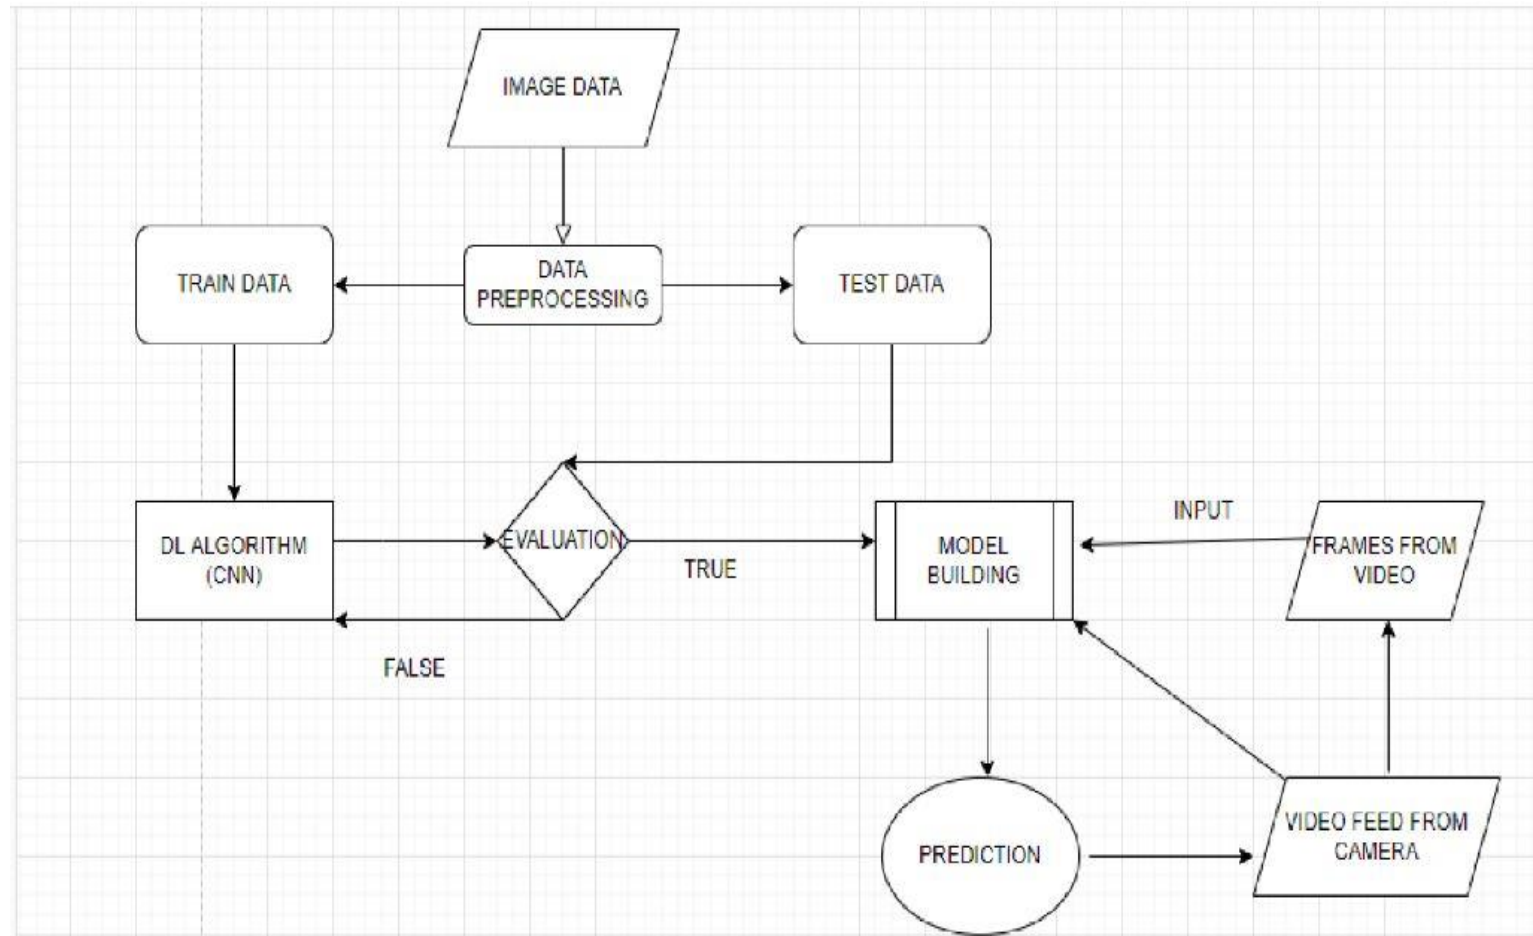 IMAGE DATA
TRAIN DATA
DATA
PREPROCESSING
TEST DATA
DL ALGORITHM
(CNN)
EVALUATION
TRUE
FALSE
MODEL
BUILDING
INPUT
FRAMES FROM
VIDEO
PREDICTION
VIDEO FEED FROM
CAMERA